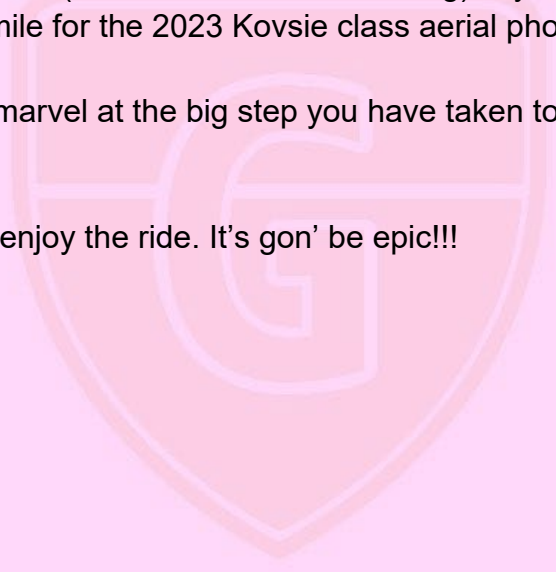 mile for the 2023 Kovsie class aerial pho
marvel at the big step you have taken to
enjoy the ride. It’s gon’ be epic!!!
G